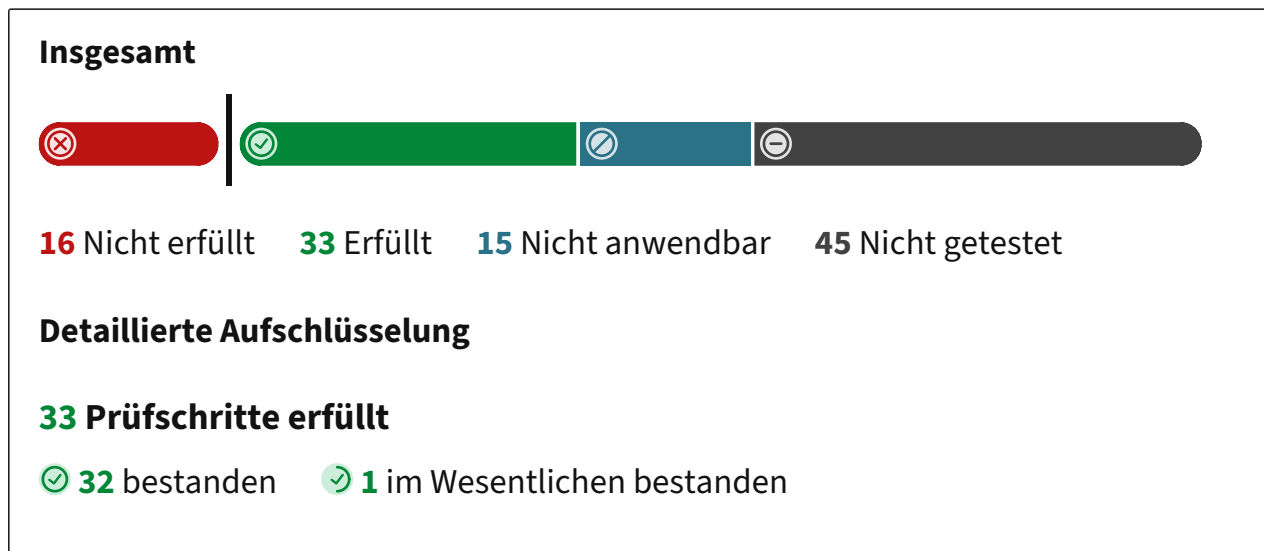 Insgesamt
16 Nicht erfüllt 33 Erfüllt 15 Nicht anwendbar 45 Nicht getestet
Detaillierte Aufschlüsselung
33 Prüfschritte erfüllt
32 bestanden 1 im Wesentlichen bestanden